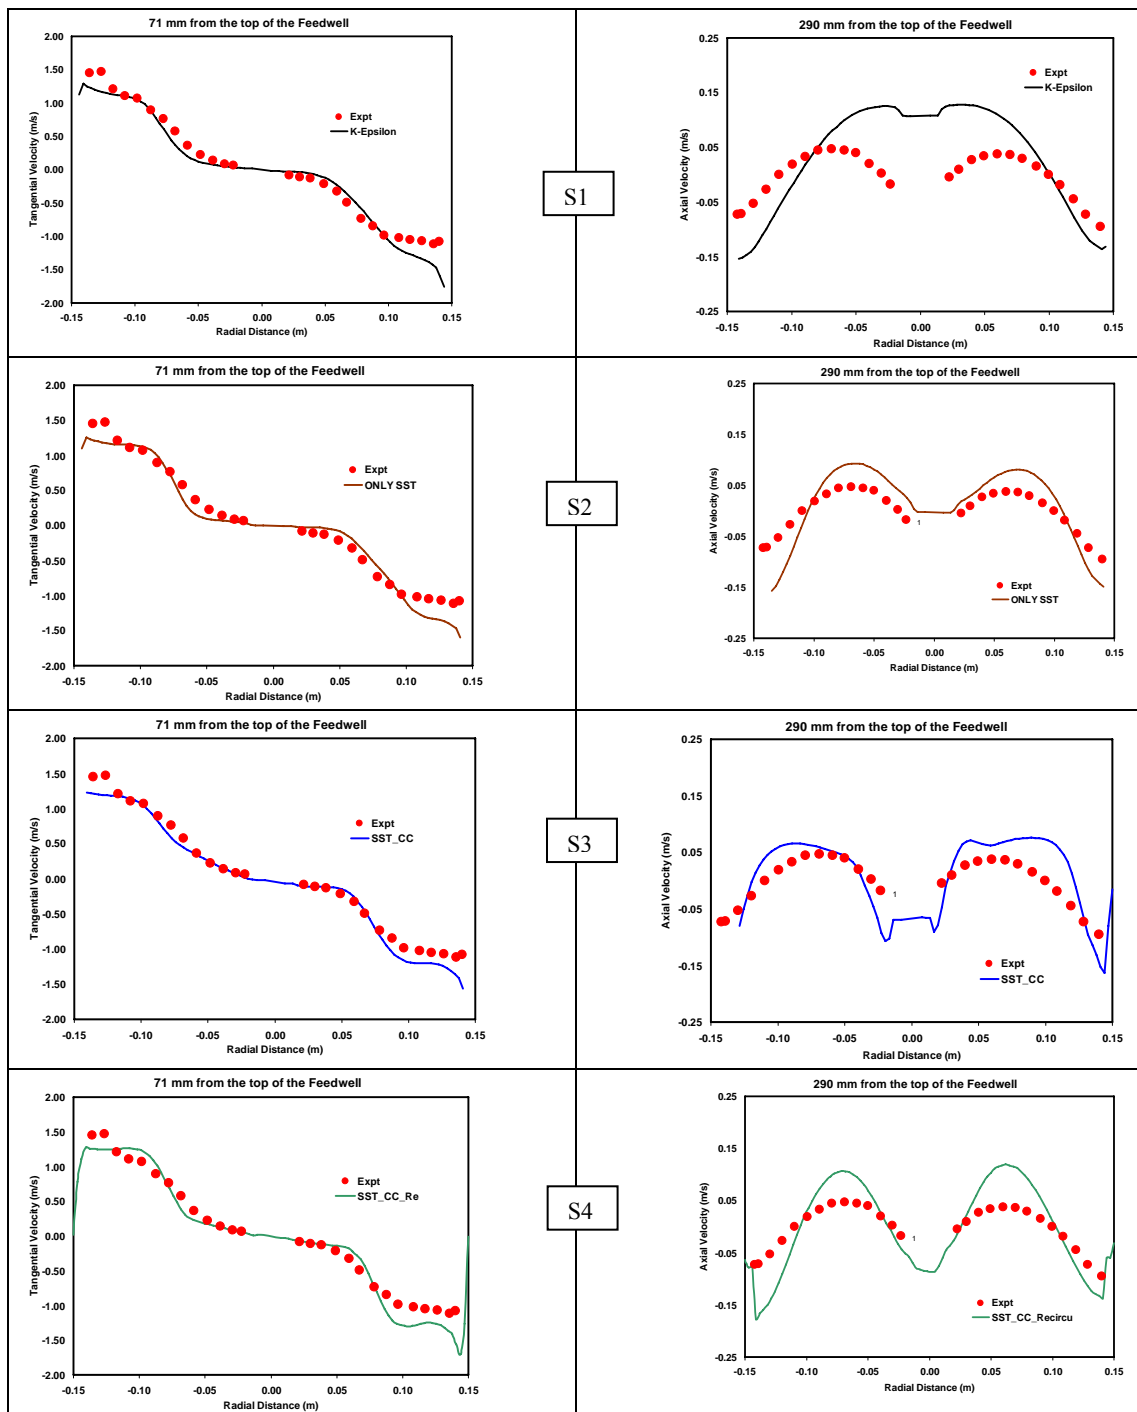 71 mm from the top of the Feedwell
2.00
1.50
1.00
0.50
0.00
-0.50
-1.00
-1.50
-2.00
-0.15 -0.10 -0.05 0.00 0.05 0.10 0.15
Radial Distance (m)
Tangential Velocity (m/s)
Expt
K-Epsilon
S1
290 mm from the top of the Feedwell
0.25
0.15
0.05
-0.05
-0.15
-0.25
-0.15 -0.10 -0.05 0.00 0.05 0.10 0.15
Radial Distance (m)
Axial Velocity (m/s)
Expt
K-Epsilon
71 mm from the top of the Feedwell
2.00
1.50
1.00
0.50
0.00
-0.50
-1.00
-1.50
-2.00
-0.15 -0.10 -0.05 0.00 0.05 0.10 0.15
Radial Distance (m)
Tangential Velocity (m/s)
Expt
ONLY SST
S2
290 mm from the top of the Feedwell
0.25
0.15
0.05
-0.05
-0.15
-0.25
-0.15 -0.10 -0.05 0.00 0.05 0.10 0.15
Radial Distance (m)
Axial Velocity (m/s)
1
Expt
ONLY SST
71 mm from the top of the Feedwell
2.00
1.50
1.00
0.50
0.00
-0.50
-1.00
-1.50
-2.00
-0.15 -0.10 -0.05 0.00 0.05 0.10 0.15
Radial Distance (m)
Tangential Velocity (m/s)
Expt
SST_CC
S3
290 mm from the top of the Feedwell
0.25
0.15
0.05
-0.05
-0.15
-0.25
-0.15 -0.10 -0.05 0.00 0.05 0.10 0.15
Radial Distance (m)
Axial Velocity (m/s)
1
Expt
SST_CC
71 mm from the top of the Feedwell
2.00
1.50
1.00
0.50
0.00
-0.50
-1.00
-1.50
-2.00
-0.15 -0.10 -0.05 0.00 0.05 0.10 0.15
Radial Distance (m)
Tangential Velocity (m/s)
Expt
SST_CC_Re
S4
290 mm from the top of the Feedwell
0.25
0.15
0.05
-0.05
-0.15
-0.25
-0.15 -0.10 -0.05 0.00 0.05 0.10 0.15
Radial Distance (m)
Axial Velocity (m/s)
1
Expt
SST_CC_Recircu